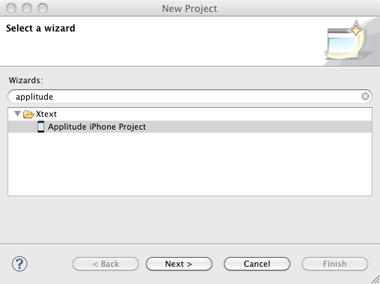 New Project
Select a wizard
Wizards:
applitude
Xtext
Applitude iPhone Project
?
< Back
Next >
Cancel
Finish